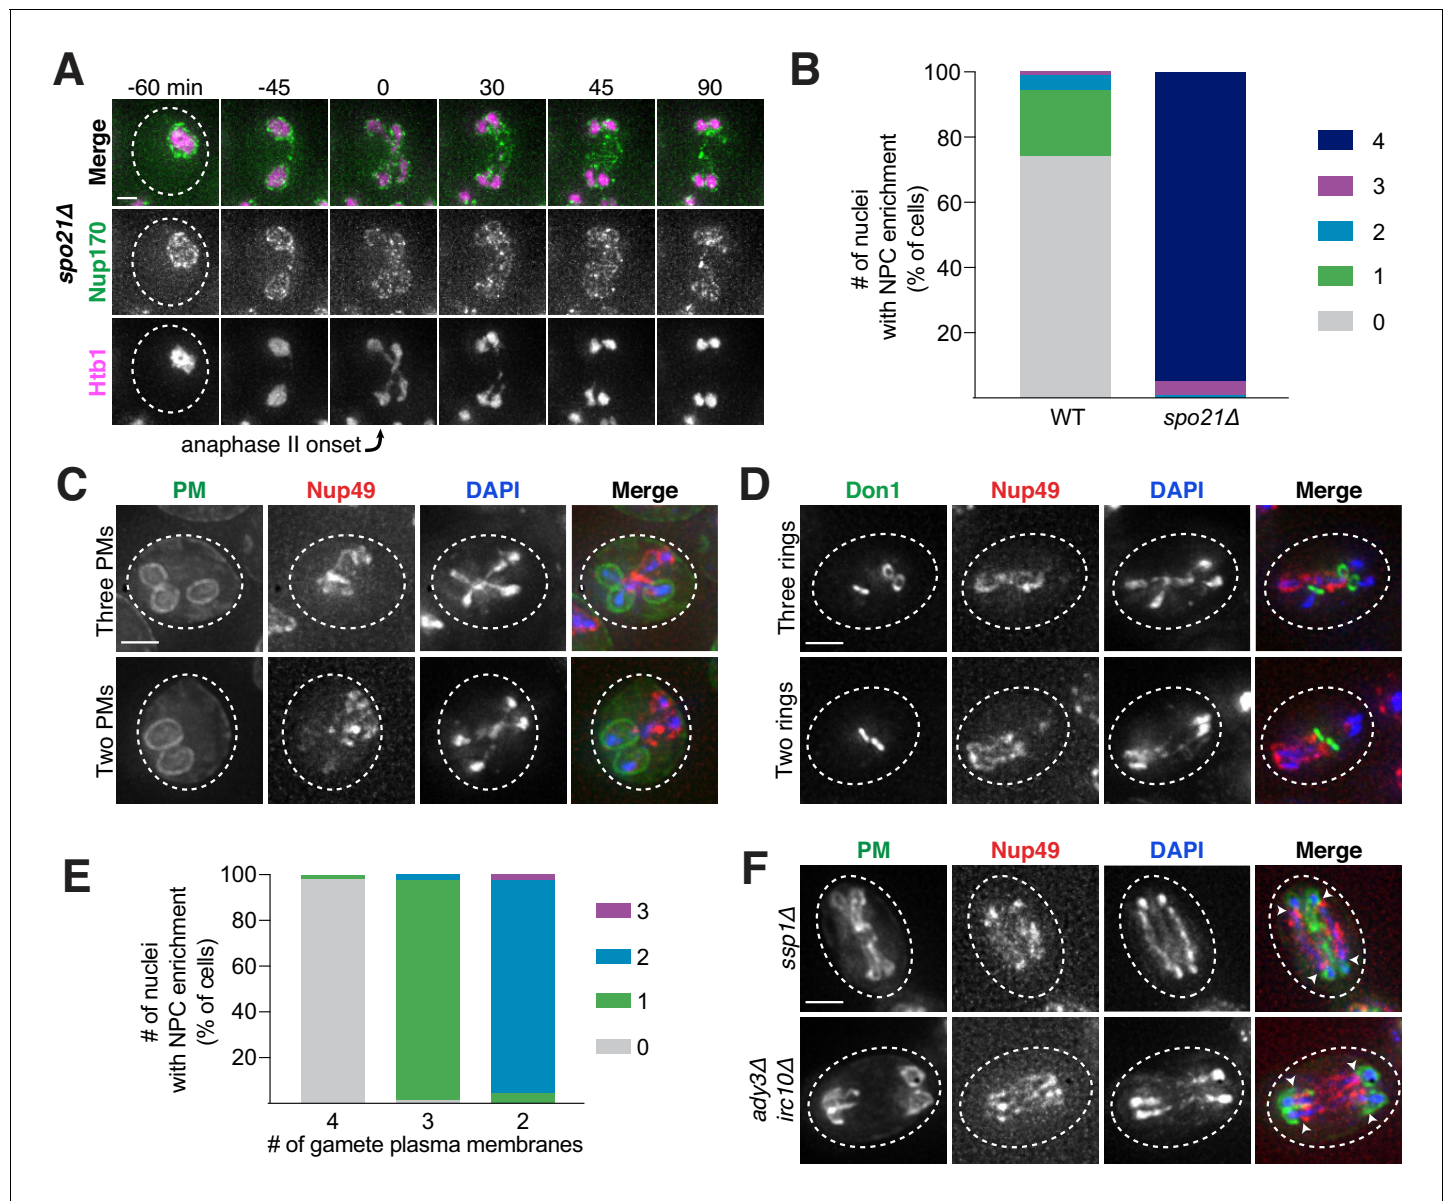 A
-60 min -45 0 30 45 90
spo21Δ
Merge
Nup170
Htb1
anaphase II onset
B
# of nuclei
with NPC enrichment
(% of cells)
100
80
60
40
20
WT spo21Δ
4
3
2
1
0
C
PM Nup49 DAPI Merge
Three PMs
Two PMs
D
Don1 Nup49 DAPI Merge
Three rings
Two rings
E
# of nuclei
with NPC enrichment
(% of cells)
100
80
60
40
20
4 3 2
# of gamete plasma membranes
3
2
1
0
F
PM Nup49 DAPI Merge
ssp1Δ
ady3Δ
irc10Δ